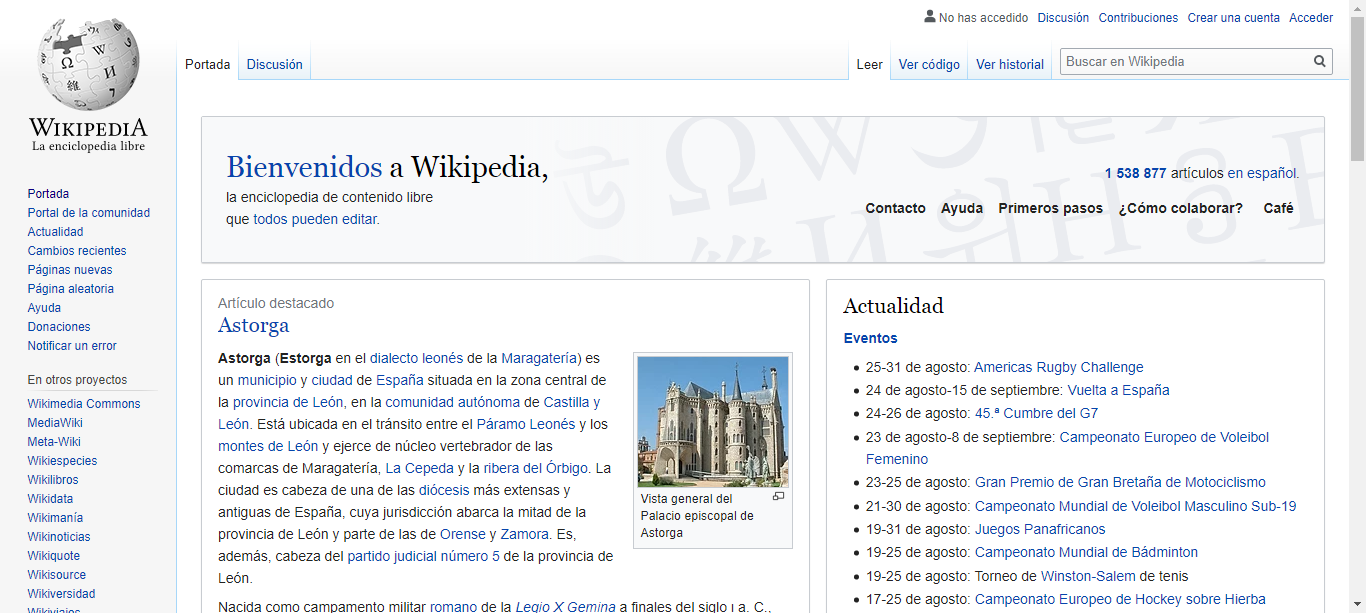 No has accedido Discusión Contribuciones Crear una cuenta Acceder
WIKIPEDIA
La enciclopedia libre
Portada Discusión Leer Ver código Ver historial Buscar en Wikipedia
Portada
Portal de la comunidad
Actualidad
Cambios recientes
Páginas nuevas
Página aleatoria
Ayuda
Donaciones
Notificar un error
En otros proyectos
Wikimedia Commons
MediaWiki
Meta-Wiki
Wikiespecies
Wikilibros
Wikidata
Wikimanía
Wikinoticias
Wikiquote
Wikisource
Wikiversidad
Wikiviajes
Bienvenidos a Wikipedia,
la enciclopedia de contenido libre
que todos pueden editar.
1 538 877 artículos en español.
Contacto Ayuda Primeros pasos ¿Cómo colaborar? Café
Artículo destacado
Astorga
Astorga (Estorga en el dialecto leonés de la Maragatería) es
un municipio y ciudad de España situada en la zona central de
la provincia de León, en la comunidad autónoma de Castilla y
León. Está ubicada en el tránsito entre el Páramo Leonés y los
montes de León y ejerce de núcleo vertebrador de las
comarcas de Maragatería, La Cepeda y la ribera del Órbigo. La
ciudad es cabeza de una de las diócesis más extensas y
antiguas de España, cuya jurisdicción abarca la mitad de la
provincia de León y parte de las de Orense y Zamora. Es,
además, cabeza del partido judicial número 5 de la provincia de
León.
Nacida como campamento militar romano de la Legio X Gemina a finales del siglo I a. C.,
Vista general del
Palacio episcopal de
Astorga
Actualidad
Eventos
25-31 de agosto: Americas Rugby Challenge
24 de agosto-15 de septiembre: Vuelta a España
24-26 de agosto: 45.ª Cumbre del G7
23 de agosto-8 de septiembre: Campeonato Europeo de Voleibol
Femenino
23-25 de agosto: Gran Premio de Gran Bretaña de Motociclismo
21-30 de agosto: Campeonato Mundial de Voleibol Masculino Sub-19
19-31 de agosto: Juegos Panafricanos
19-25 de agosto: Campeonato Mundial de Bádminton
19-25 de agosto: Torneo de Winston-Salem de tenis
17-25 de agosto: Campeonato Europeo de Hockey sobre Hierba